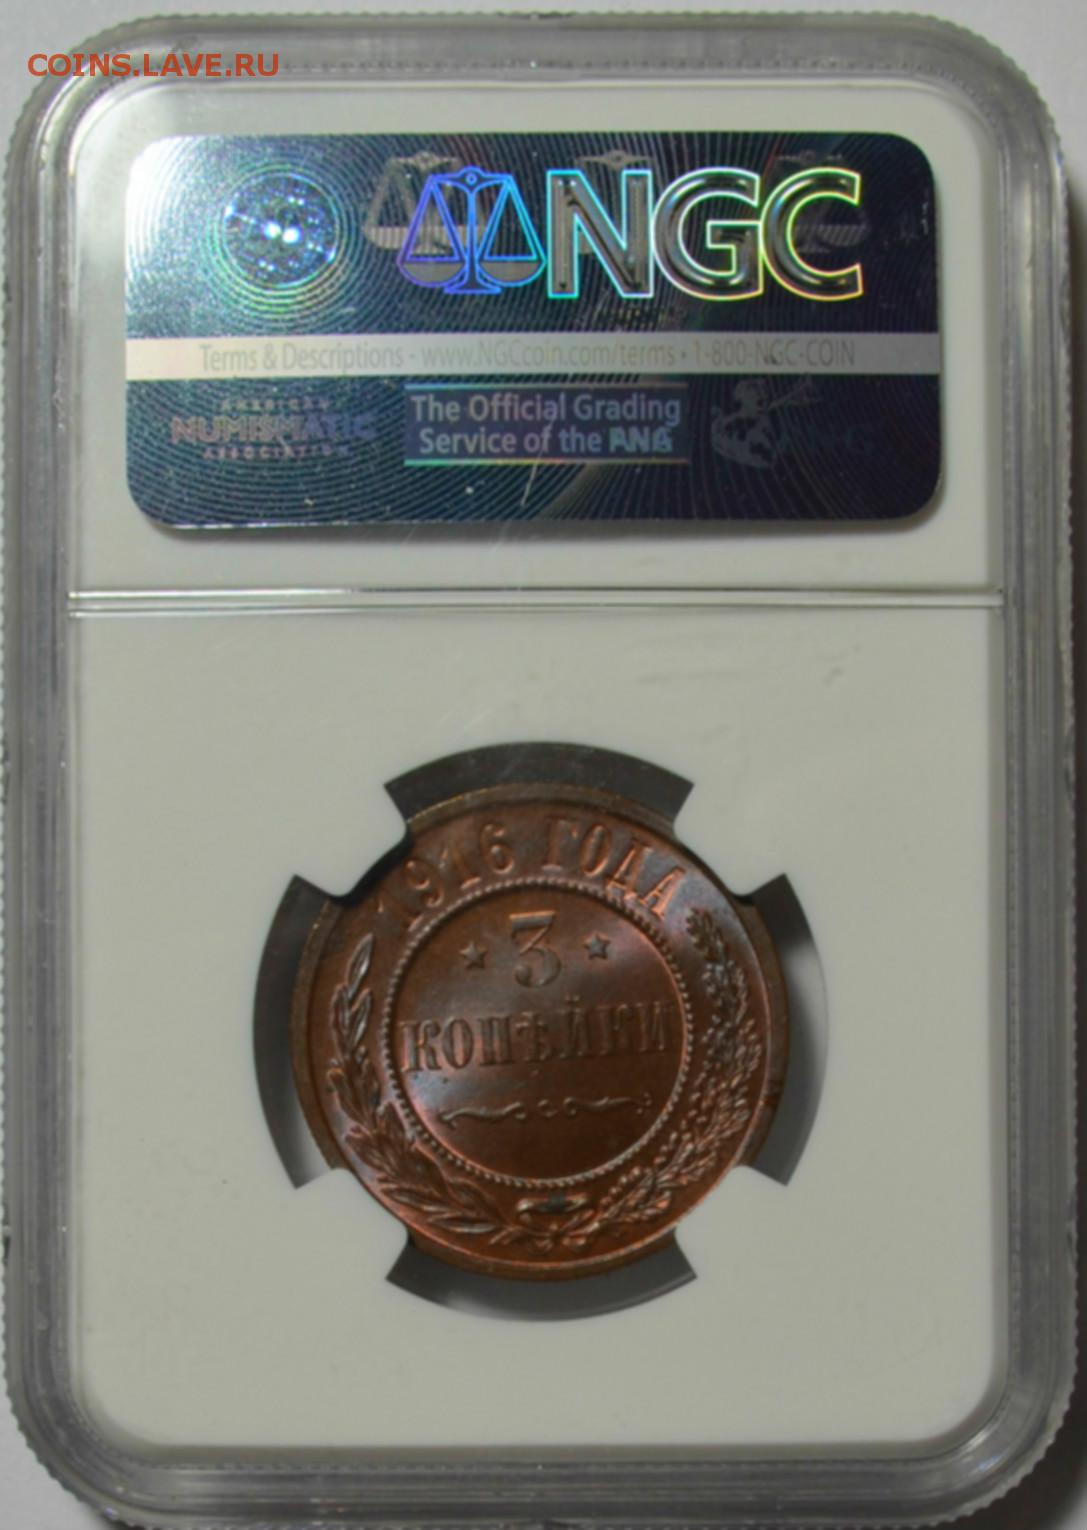 COINS.LAVE.RU
NGC
Terms & Descriptions • www.NGCcoin.com/terms • 1-800-NGC-COIN
AMERICAN
NUMISMATIC
ASSOCIATION
The Official Grading
Service of the ANA
PNG
1916 ГОДА
3
КОПѢЙКИ